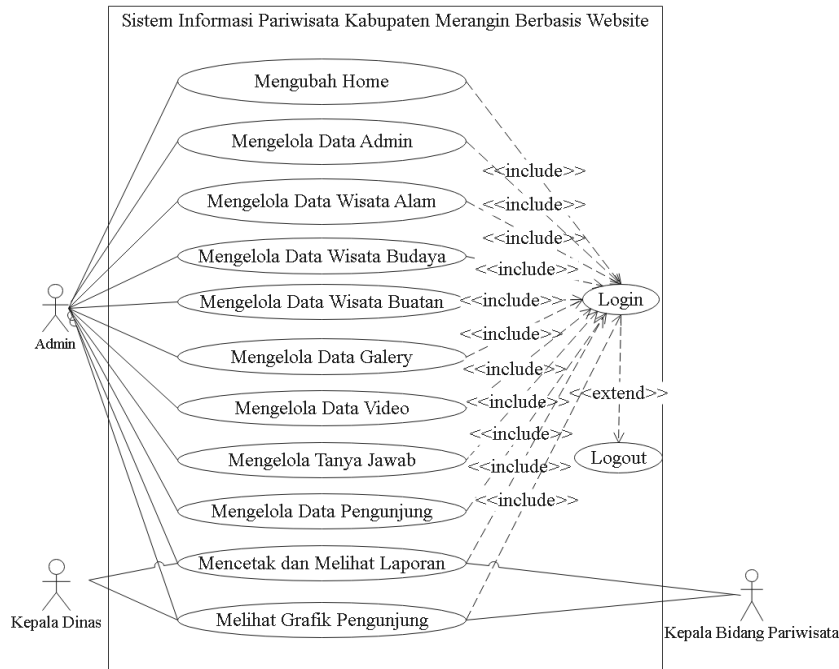 Sistem Informasi Pariwisata Kabupaten Merangin Berbasis Website
Mengubah Home
Mengelola Data Admin
<<include>>
Mengelola Data Wisata Alam
<<include>>
<<include>>
Mengelola Data Wisata Budaya
<<include>>
Mengelola Data Wisata Buatan
<<include>>
Login
Admin
<<include>>
Mengelola Data Galery
<<include>>
<<extend>>
Mengelola Data Video
<<include>>
<<include>>
Mengelola Tanya Jawab
<<include>>
Logout
<<include>>
Mengelola Data Pengunjung
Mencetak dan Melihat Laporan
Kepala Dinas
Melihat Grafik Pengunjung
Kepala Bidang Pariwisata